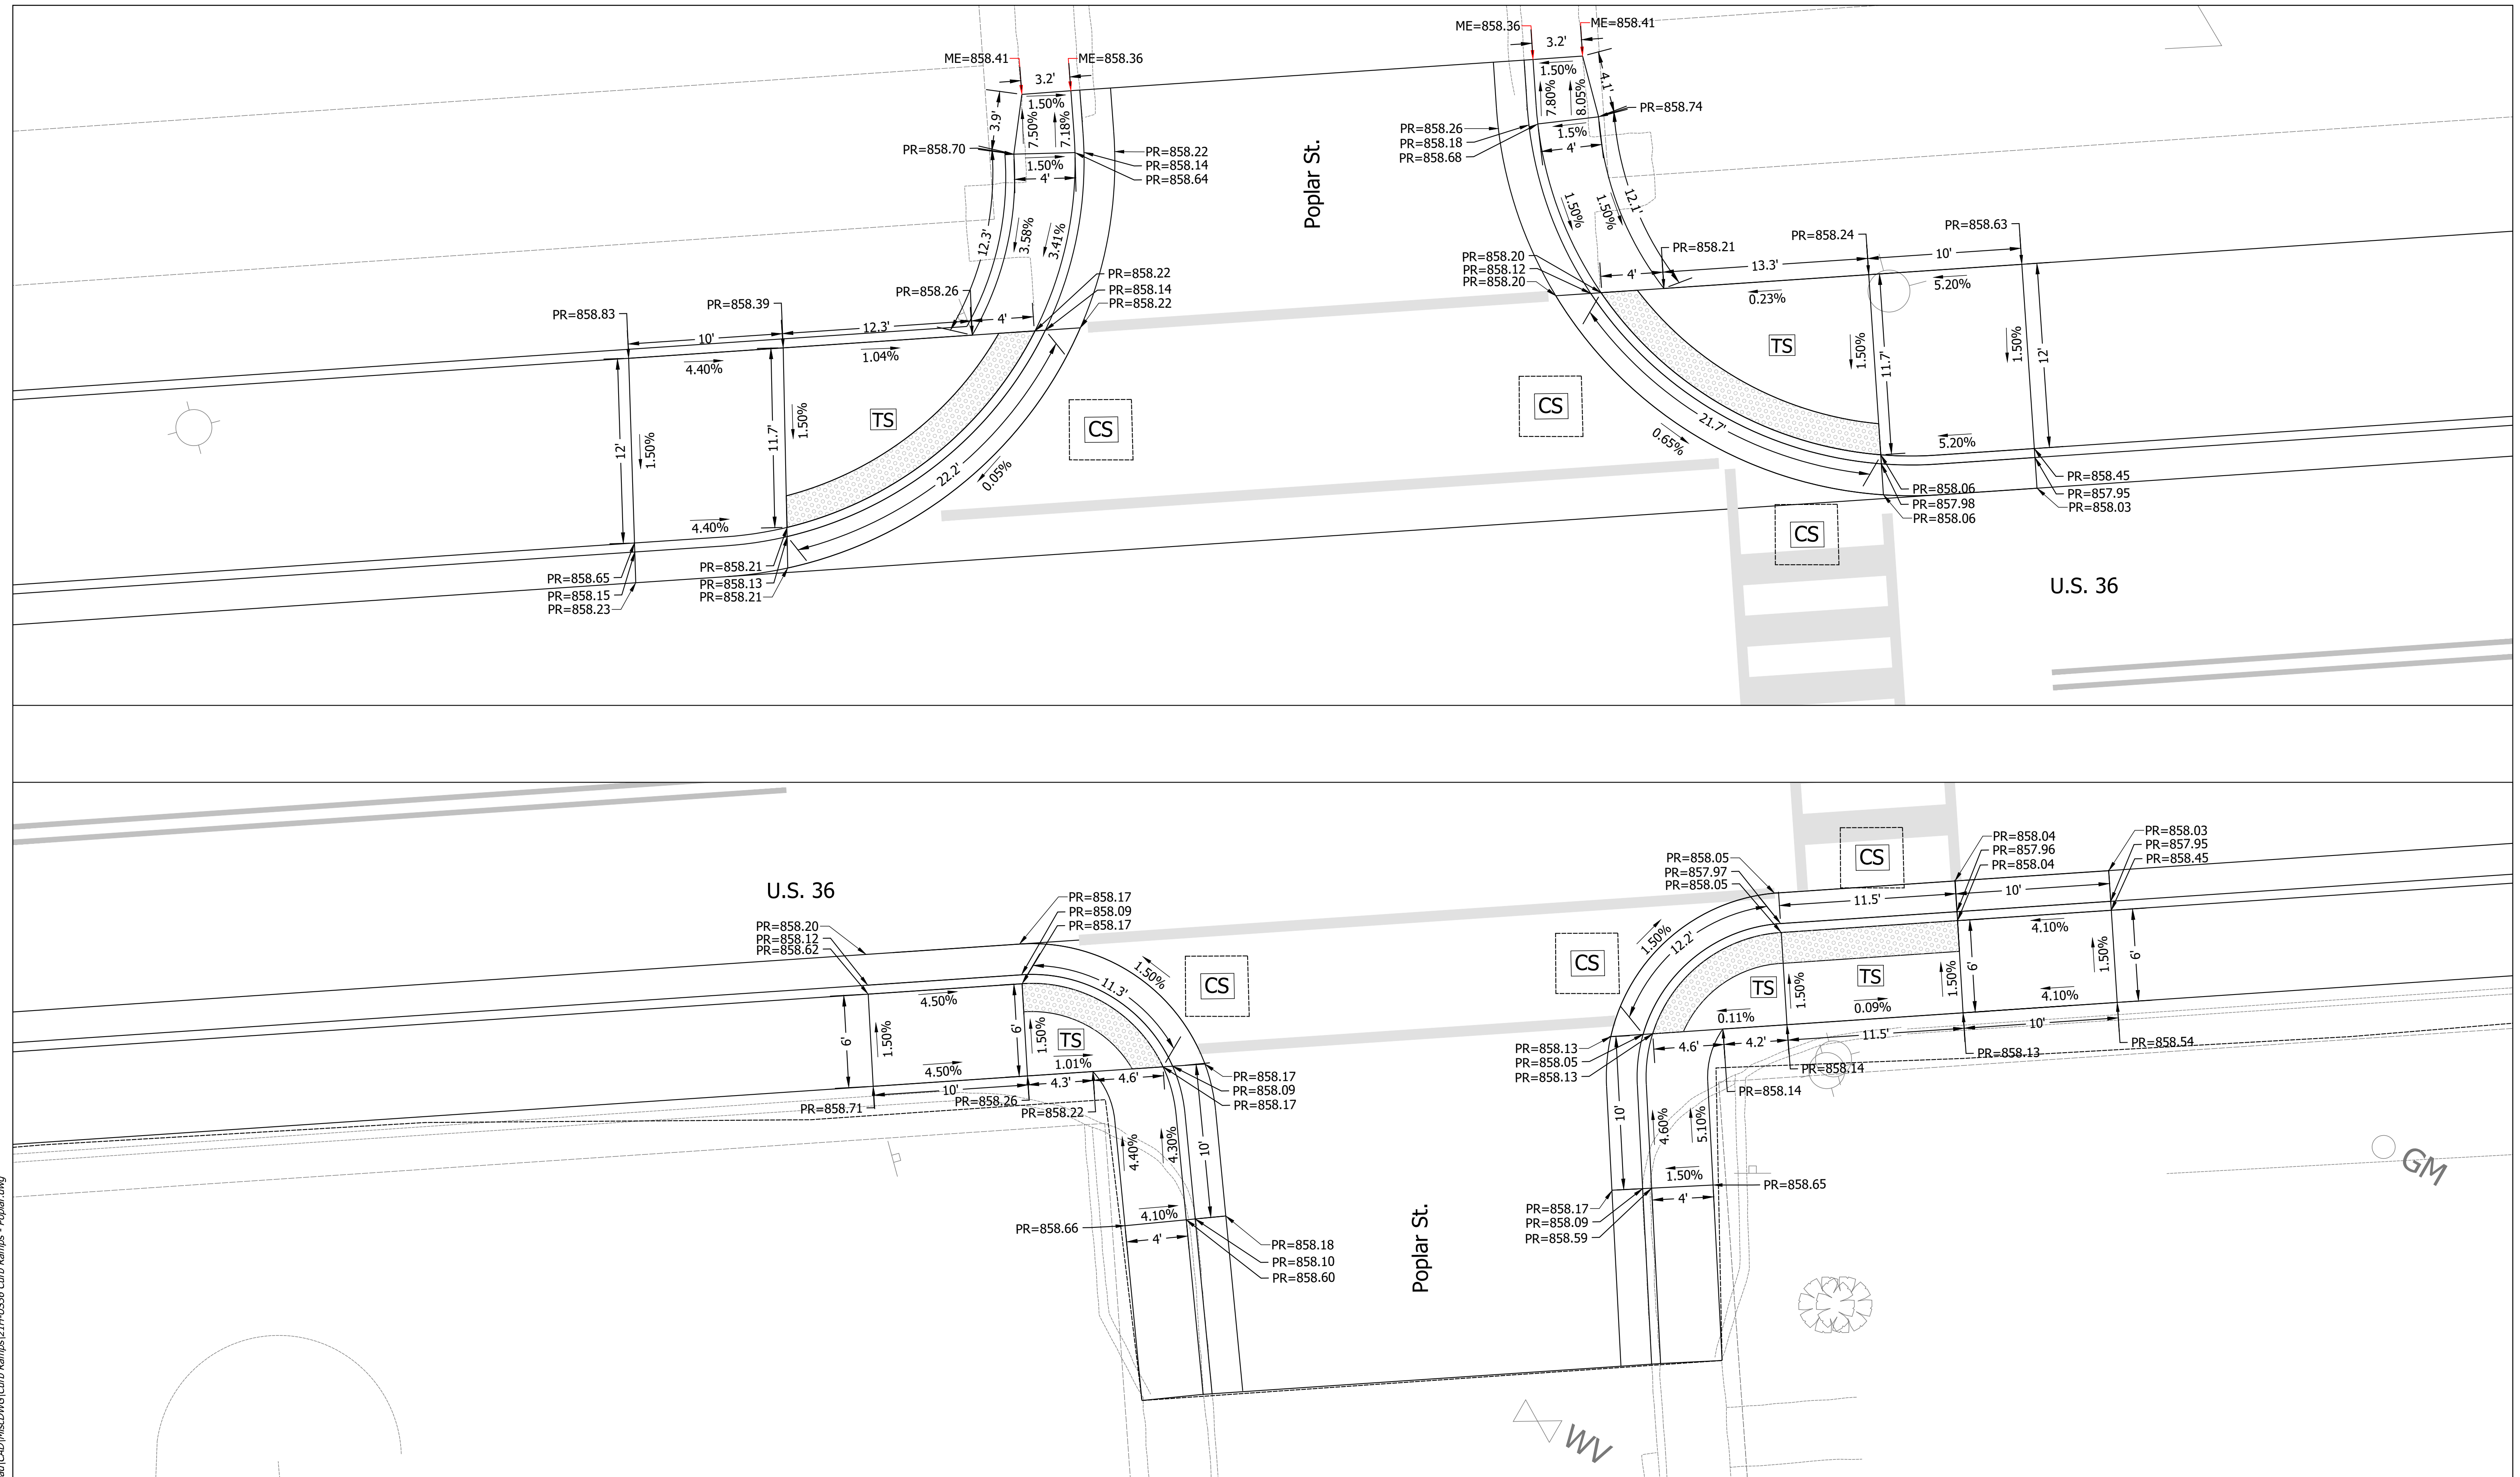 ME=858.41
ME=858.36
3.2'
1.50%
3.9'
7.50%
7.18%
PR=858.70
1.50%
4'
PR=858.22
PR=858.14
PR=858.64
12.3'
3.58%
3.41%
PR=858.26
4'
PR=858.22
PR=858.14
PR=858.22
PR=858.83
PR=858.39
10'
12.3'
4.40%
1.04%
12'
1.50%
11.7'
1.50%
TS
CS
22.2'
0.05%
4.40%
PR=858.65
PR=858.15
PR=858.23
PR=858.21
PR=858.13
PR=858.21
Poplar St.
ME=858.36
ME=858.41
3.2'
1.50%
7.80%
8.05%
4.1'
PR=858.74
PR=858.26
PR=858.18
PR=858.68
1.5%
4'
1.50%
1.50%
12.1'
PR=858.20
PR=858.12
PR=858.20
4'
PR=858.21
13.3'
PR=858.24
PR=858.63
10'
0.23%
5.20%
TS
1.50%
11.7'
1.50%
12'
CS
21.7'
0.65%
5.20%
PR=858.45
PR=857.95
PR=858.03
PR=858.06
PR=857.98
PR=858.06
CS
U.S. 36
U.S. 36
PR=858.20
PR=858.12
PR=858.62
PR=858.17
PR=858.09
PR=858.17
4.50%
1.50%
11.3'
CS
6'
1.50%
6'
1.50%
TS
4.50%
1.01%
10'
4.3'
4.6'
PR=858.71
PR=858.26
PR=858.22
PR=858.17
PR=858.09
PR=858.17
4.40%
4.30%
10'
4.10%
4'
PR=858.66
PR=858.18
PR=858.10
PR=858.60
Poplar St.
PR=858.05
PR=857.97
PR=858.05
CS
PR=858.04
PR=857.96
PR=858.04
PR=858.03
PR=857.95
PR=858.45
11.5'
10'
4.10%
1.50%
12.2'
CS
TS
1.50%
TS
1.50%
6'
1.50%
6'
0.11%
0.09%
4.10%
4.6'
4.2'
11.5'
10'
PR=858.13
PR=858.05
PR=858.13
PR=858.14
PR=858.14
PR=858.13
PR=858.54
10'
4.60%
5.10%
1.50%
4'
PR=858.65
PR=858.17
PR=858.09
PR=858.59
GM
WV